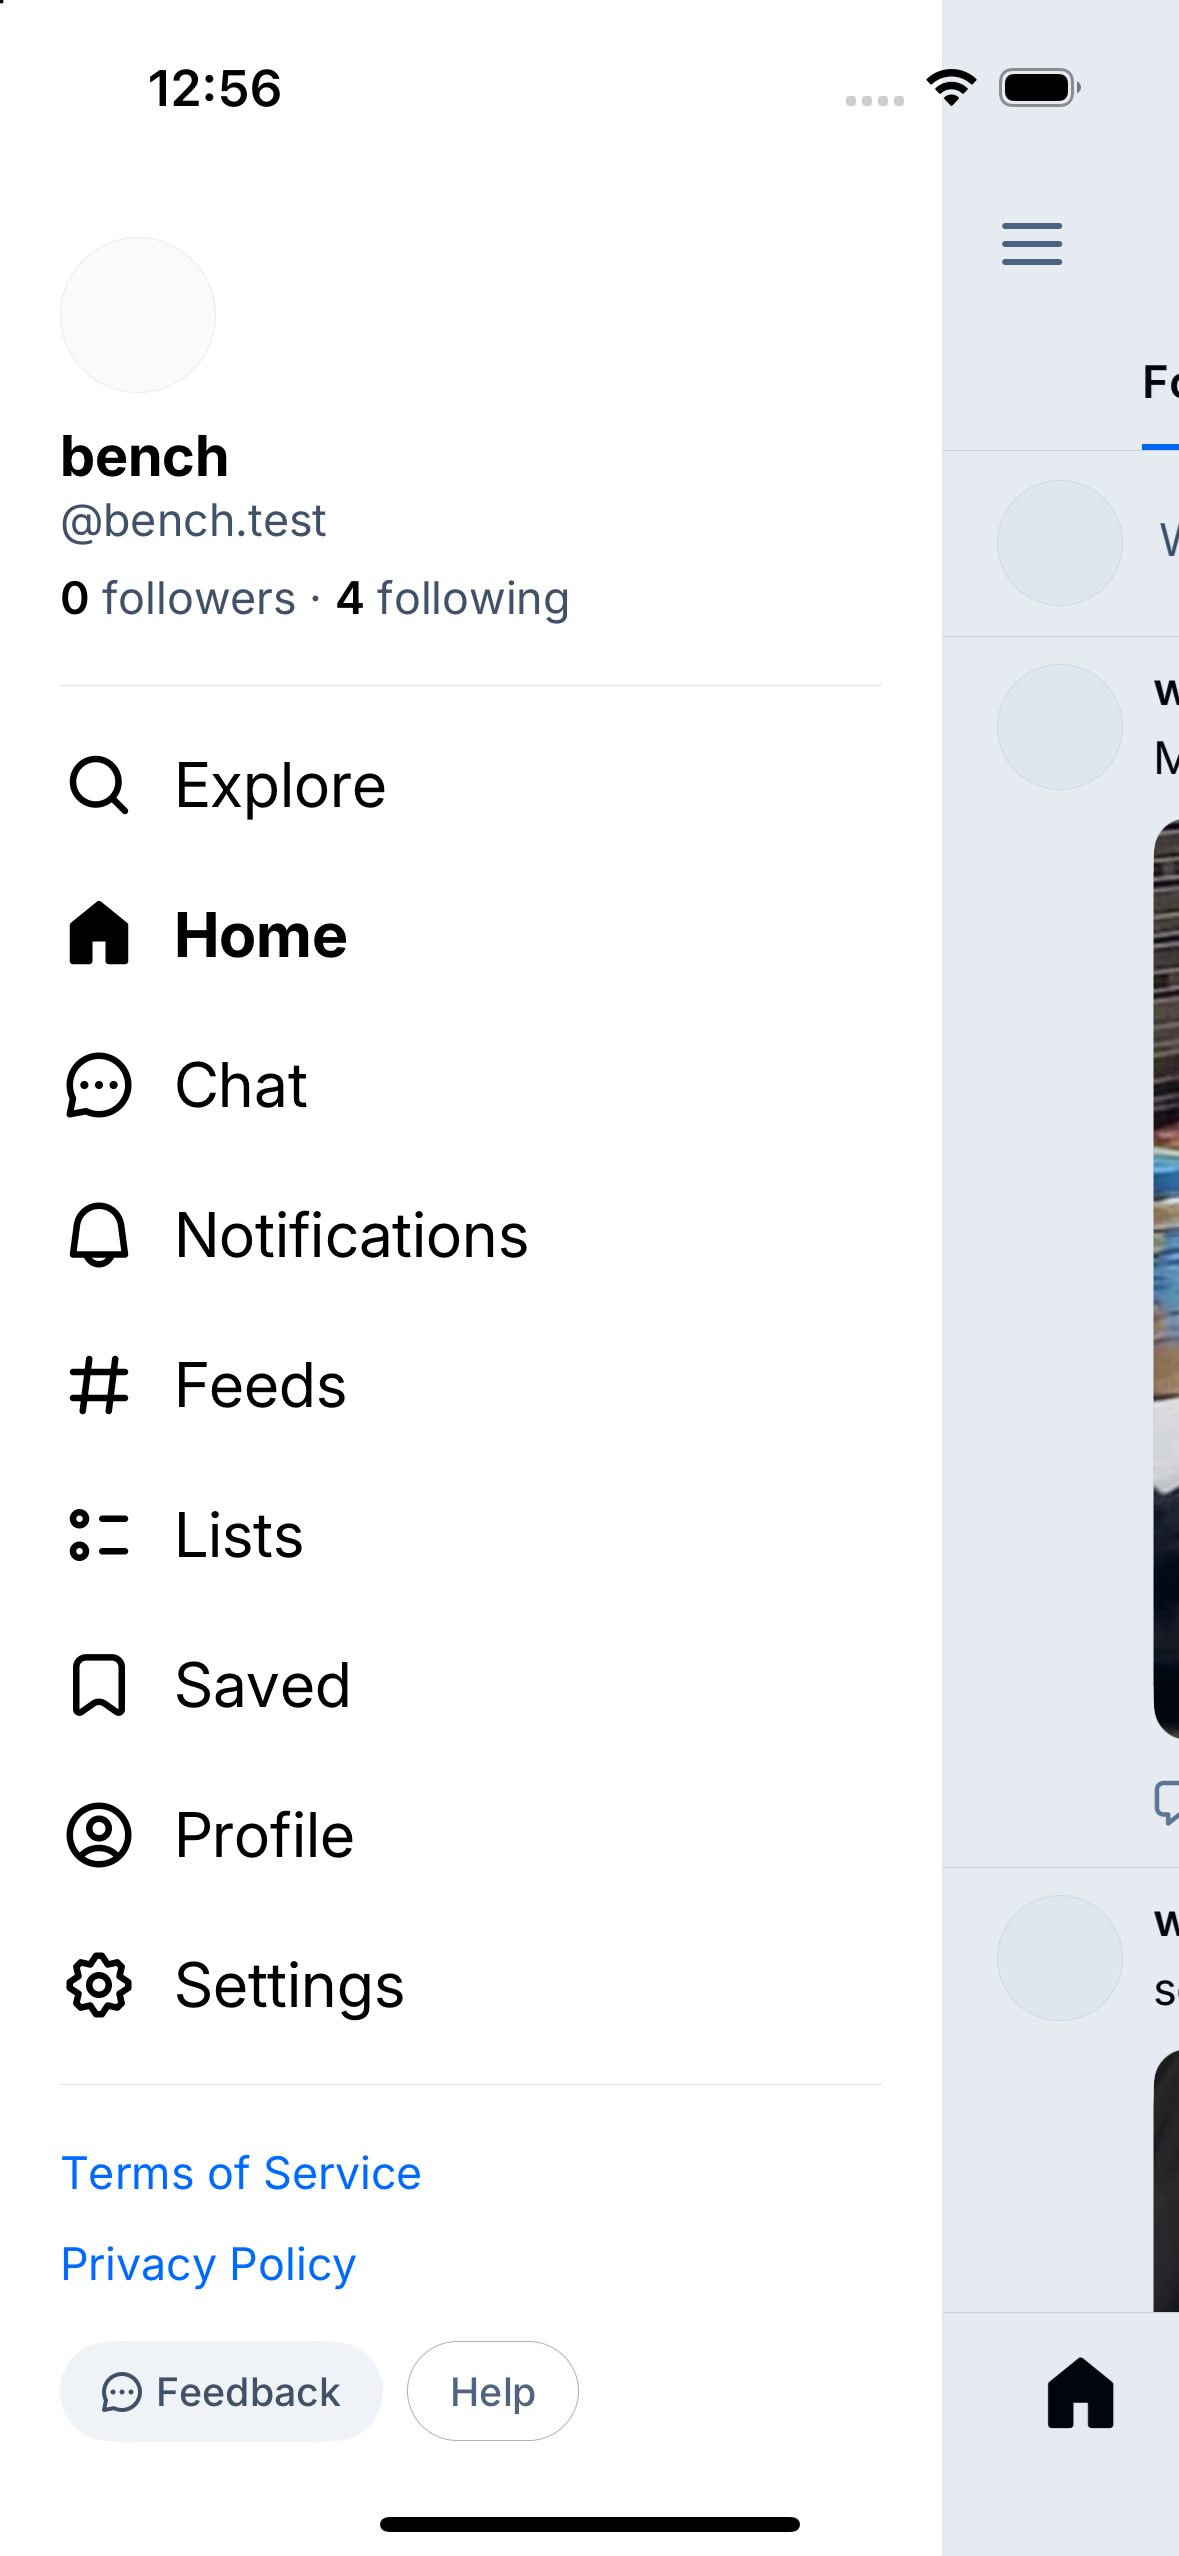 12:56
bench
@bench.test
0 followers · 4 following
Explore
Home
Chat
Notifications
Feeds
Lists
Saved
Profile
Settings
Terms of Service
Privacy Policy
Feedback
Help